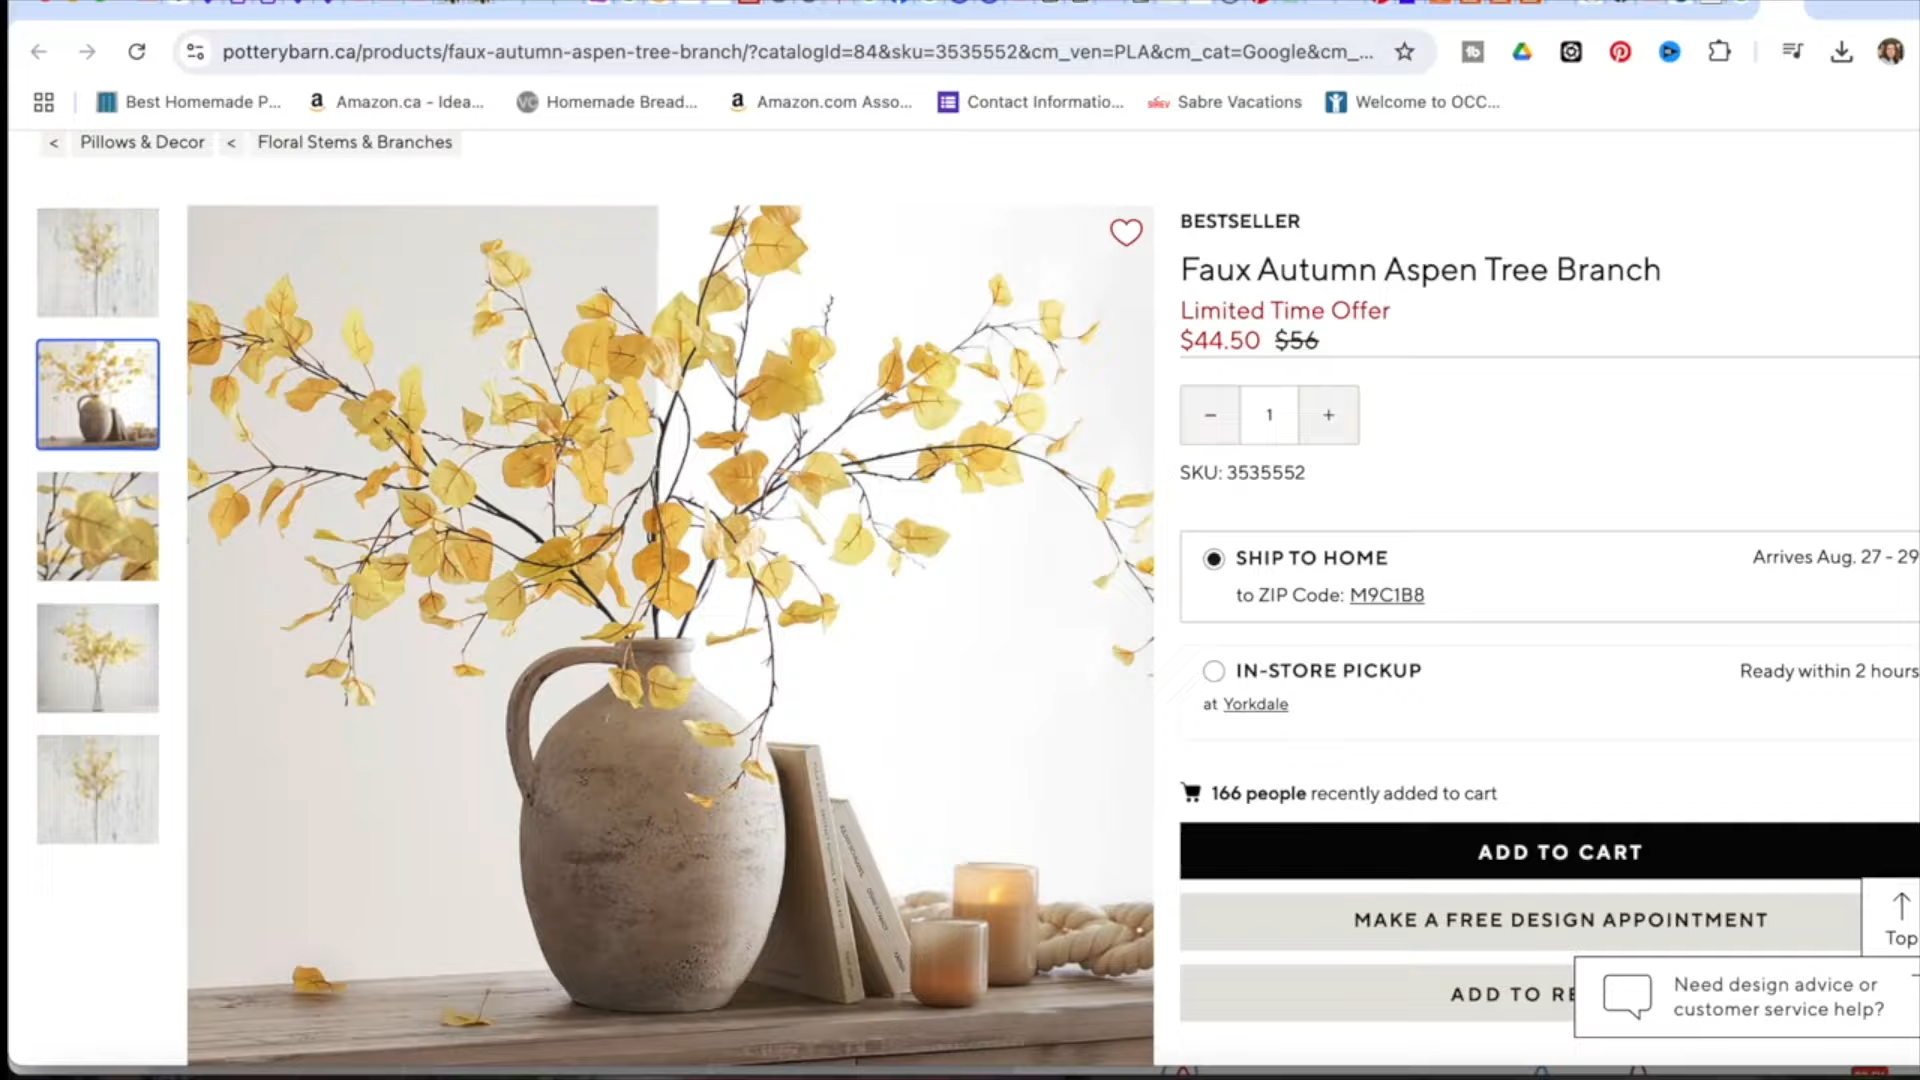 potterybarn.ca/products/faux-autumn-aspen-tree-branch/?catalogId=84&sku=3535552&cm_ven=PLA&cm_cat=Google&cm_...
Best Homemade P...
a Amazon.ca - Idea...
VC Homemade Bread...
a Amazon.com Asso...
Contact Informatio...
Sabre Vacations
Welcome to OCC...
< Pillows & Decor < Floral Stems & Branches
BESTSELLER
Faux Autumn Aspen Tree Branch
Limited Time Offer
$44.50 $56
− 1 +
SKU: 3535552
SHIP TO HOME
Arrives Aug. 27 - 29
to ZIP Code: M9C1B8
IN-STORE PICKUP
Ready within 2 hours
at Yorkdale
166 people recently added to cart
ADD TO CART
MAKE A FREE DESIGN APPOINTMENT
Top
ADD TO RE
Need design advice or
customer service help?